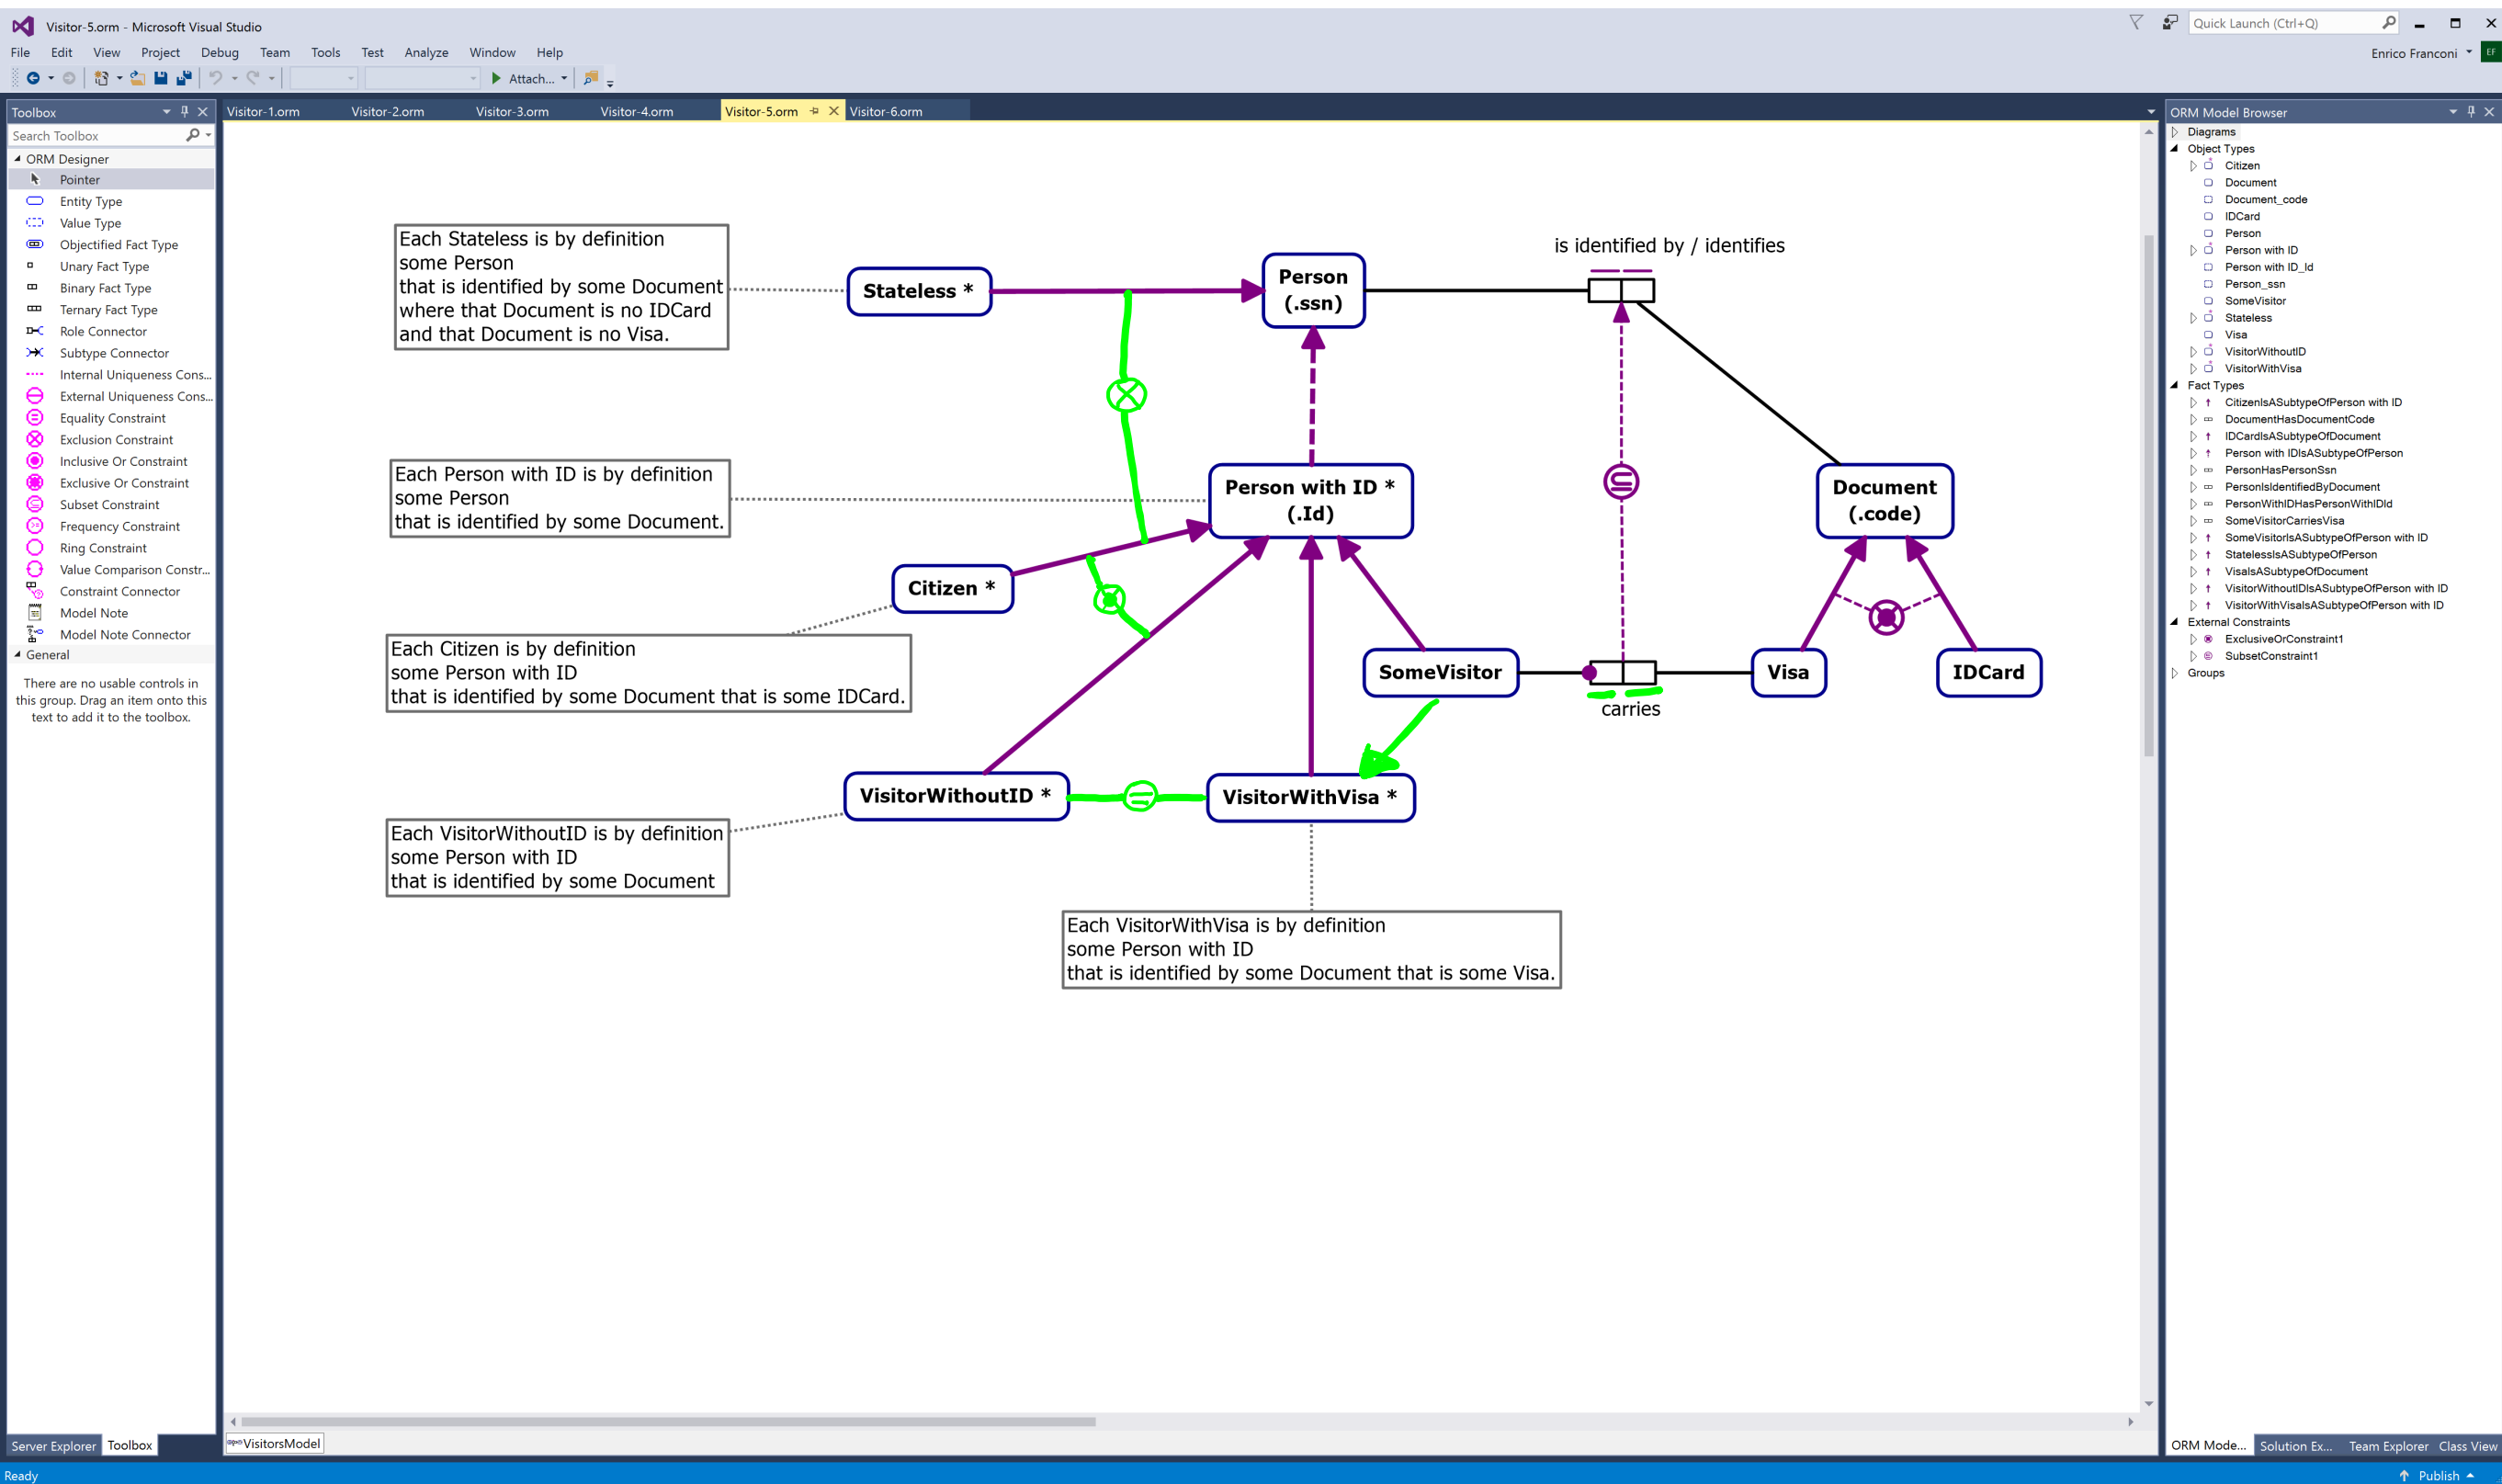 Visitor-5.orm - Microsoft Visual Studio
Quick Launch (Ctrl+Q)
File Edit View Project Debug Team Tools Test Analyze Window Help
Enrico Franconi
EF
Attach...
Toolbox
Search Toolbox
ORM Designer
Pointer
Entity Type
Value Type
Objectified Fact Type
Unary Fact Type
Binary Fact Type
Ternary Fact Type
Role Connector
Subtype Connector
Internal Uniqueness Cons...
External Uniqueness Cons...
Equality Constraint
Exclusion Constraint
Inclusive Or Constraint
Exclusive Or Constraint
Subset Constraint
Frequency Constraint
Ring Constraint
Value Comparison Constr...
Constraint Connector
Model Note
Model Note Connector
General
There are no usable controls in
this group. Drag an item onto this
text to add it to the toolbox.
Server Explorer Toolbox
Visitor-1.orm Visitor-2.orm Visitor-3.orm Visitor-4.orm Visitor-5.orm Visitor-6.orm
Each Stateless is by definition
some Person
that is identified by some Document
where that Document is no IDCard
and that Document is no Visa.
Stateless *
Person
(.ssn)
is identified by / identifies
Each Person with ID is by definition
some Person
that is identified by some Document.
Person with ID *
(.Id)
Document
(.code)
Citizen *
Each Citizen is by definition
some Person with ID
that is identified by some Document that is some IDCard.
SomeVisitor
carries
Visa
IDCard
VisitorWithoutID *
VisitorWithVisa *
Each VisitorWithoutID is by definition
some Person with ID
that is identified by some Document
Each VisitorWithVisa is by definition
some Person with ID
that is identified by some Document that is some Visa.
VisitorsModel
ORM Model Browser
Diagrams
Object Types
Citizen
Document
Document_code
IDCard
Person
Person with ID
Person with ID_Id
Person_ssn
SomeVisitor
Stateless
Visa
VisitorWithoutID
VisitorWithVisa
Fact Types
CitizenIsASubtypeOfPerson with ID
DocumentHasDocumentCode
IDCardIsASubtypeOfDocument
Person with IDIsASubtypeOfPerson
PersonHasPersonSsn
PersonIsIdentifiedByDocument
PersonWithIDHasPersonWithIDId
SomeVisitorCarriesVisa
SomeVisitorIsASubtypeOfPerson with ID
StatelessIsASubtypeOfPerson
VisaIsASubtypeOfDocument
VisitorWithoutIDIsASubtypeOfPerson with ID
VisitorWithVisaIsASubtypeOfPerson with ID
External Constraints
ExclusiveOrConstraint1
SubsetConstraint1
Groups
ORM Mode... Solution Ex... Team Explorer Class View
Ready
Publish